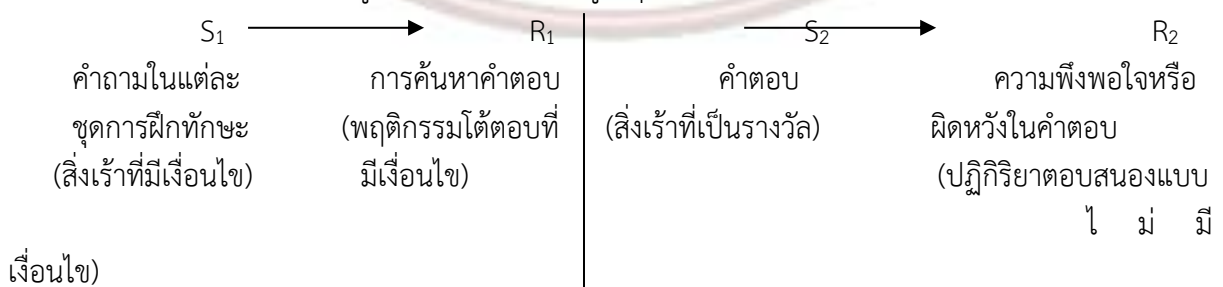 S₁ R₁ S₂ R₂
คำถามในแต่ละ การค้นหาคำตอบ คำตอบ ความพึงพอใจหรือ
ชุดการฝึกทักษะ (พฤติกรรมโต้ตอบที่ (สิ่งเร้าที่เป็นรางวัล) ผิดหวังในคำตอบ
(สิ่งเร้าที่มีเงื่อนไข) มีเงื่อนไข) (ปฏิกิริยาตอบสนองแบบ
ไ ม่ มี
เงื่อนไข)